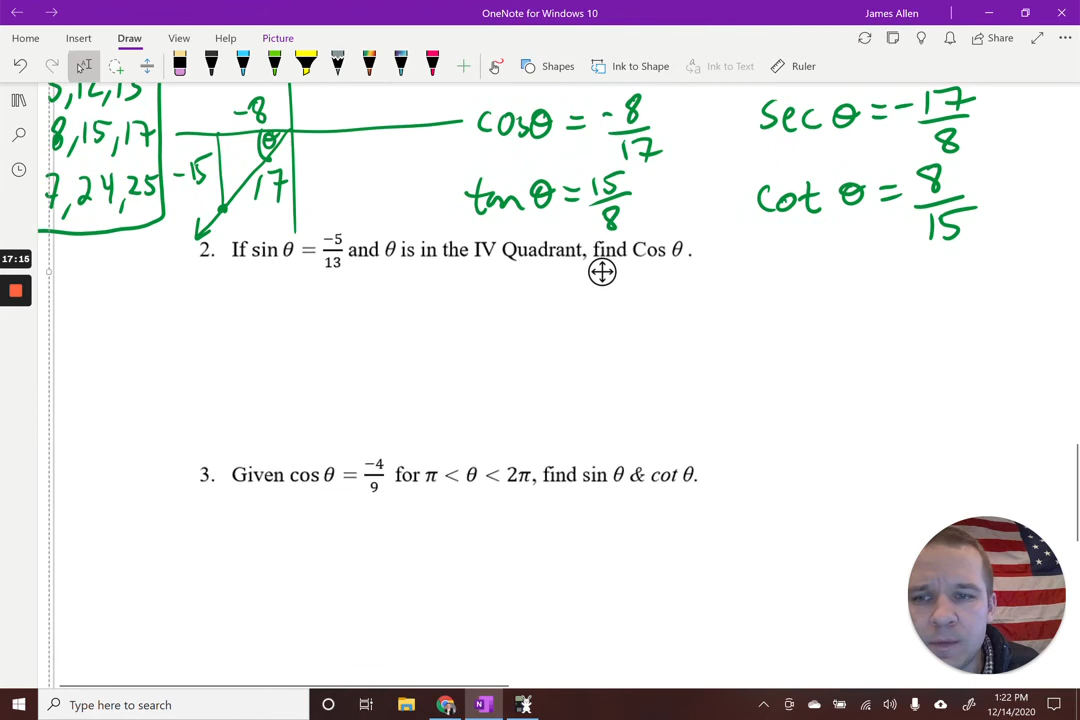 OneNote for Windows 10
James Allen
Home Insert Draw View Help Picture
Share
Shapes Ink to Shape Ink to Text Ruler
5,12,13
8,15,17
7,24,25
-8
θ
-15
17
cosθ = -8/17
sec θ = -17/8
tan θ = 15/8
cot θ = 8/15
17:15
2. If sin θ = -5/13 and θ is in the IV Quadrant, find Cos θ .
3. Given cos θ = -4/9 for π < θ < 2π, find sin θ & cot θ.
Type here to search
1:22 PM
12/14/2020